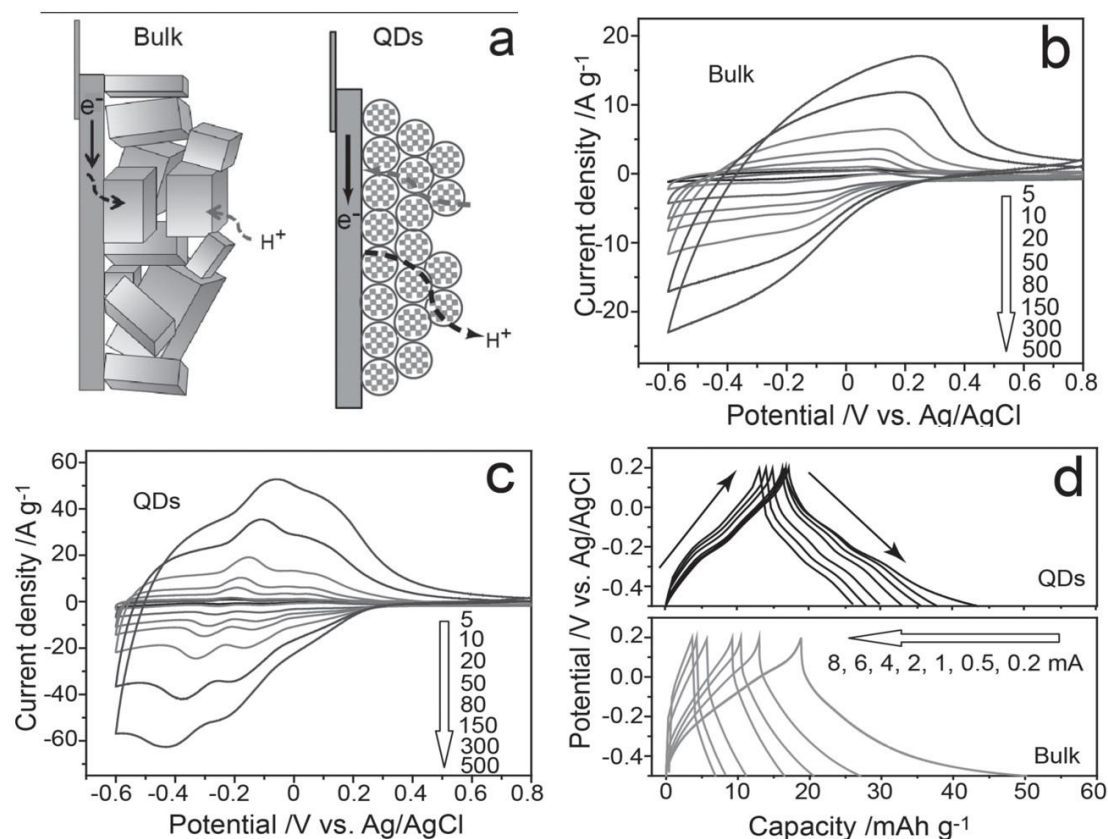 Bulk
QDs
a
e-
H+
e-
H+
b
Bulk
Current density /A g-1
20
10
0
-10
-20
5
10
20
50
80
150
300
500
-0.6 -0.4 -0.2 0 0.2 0.4 0.6 0.8
Potential /V vs. Ag/AgCl
c
QDs
Current density /A g-1
60
40
20
0
-20
-40
-60
5
10
20
50
80
150
300
500
-0.6 -0.4 -0.2 0 0.2 0.4 0.6 0.8
Potential /V vs. Ag/AgCl
d
Potential /V vs. Ag/AgCl
0.2
0.0
-0.2
-0.4
QDs
0.2
0.0
-0.2
-0.4
8, 6, 4, 2, 1, 0.5, 0.2 mA
Bulk
0 10 20 30 40 50 60
Capacity /mAh g-1